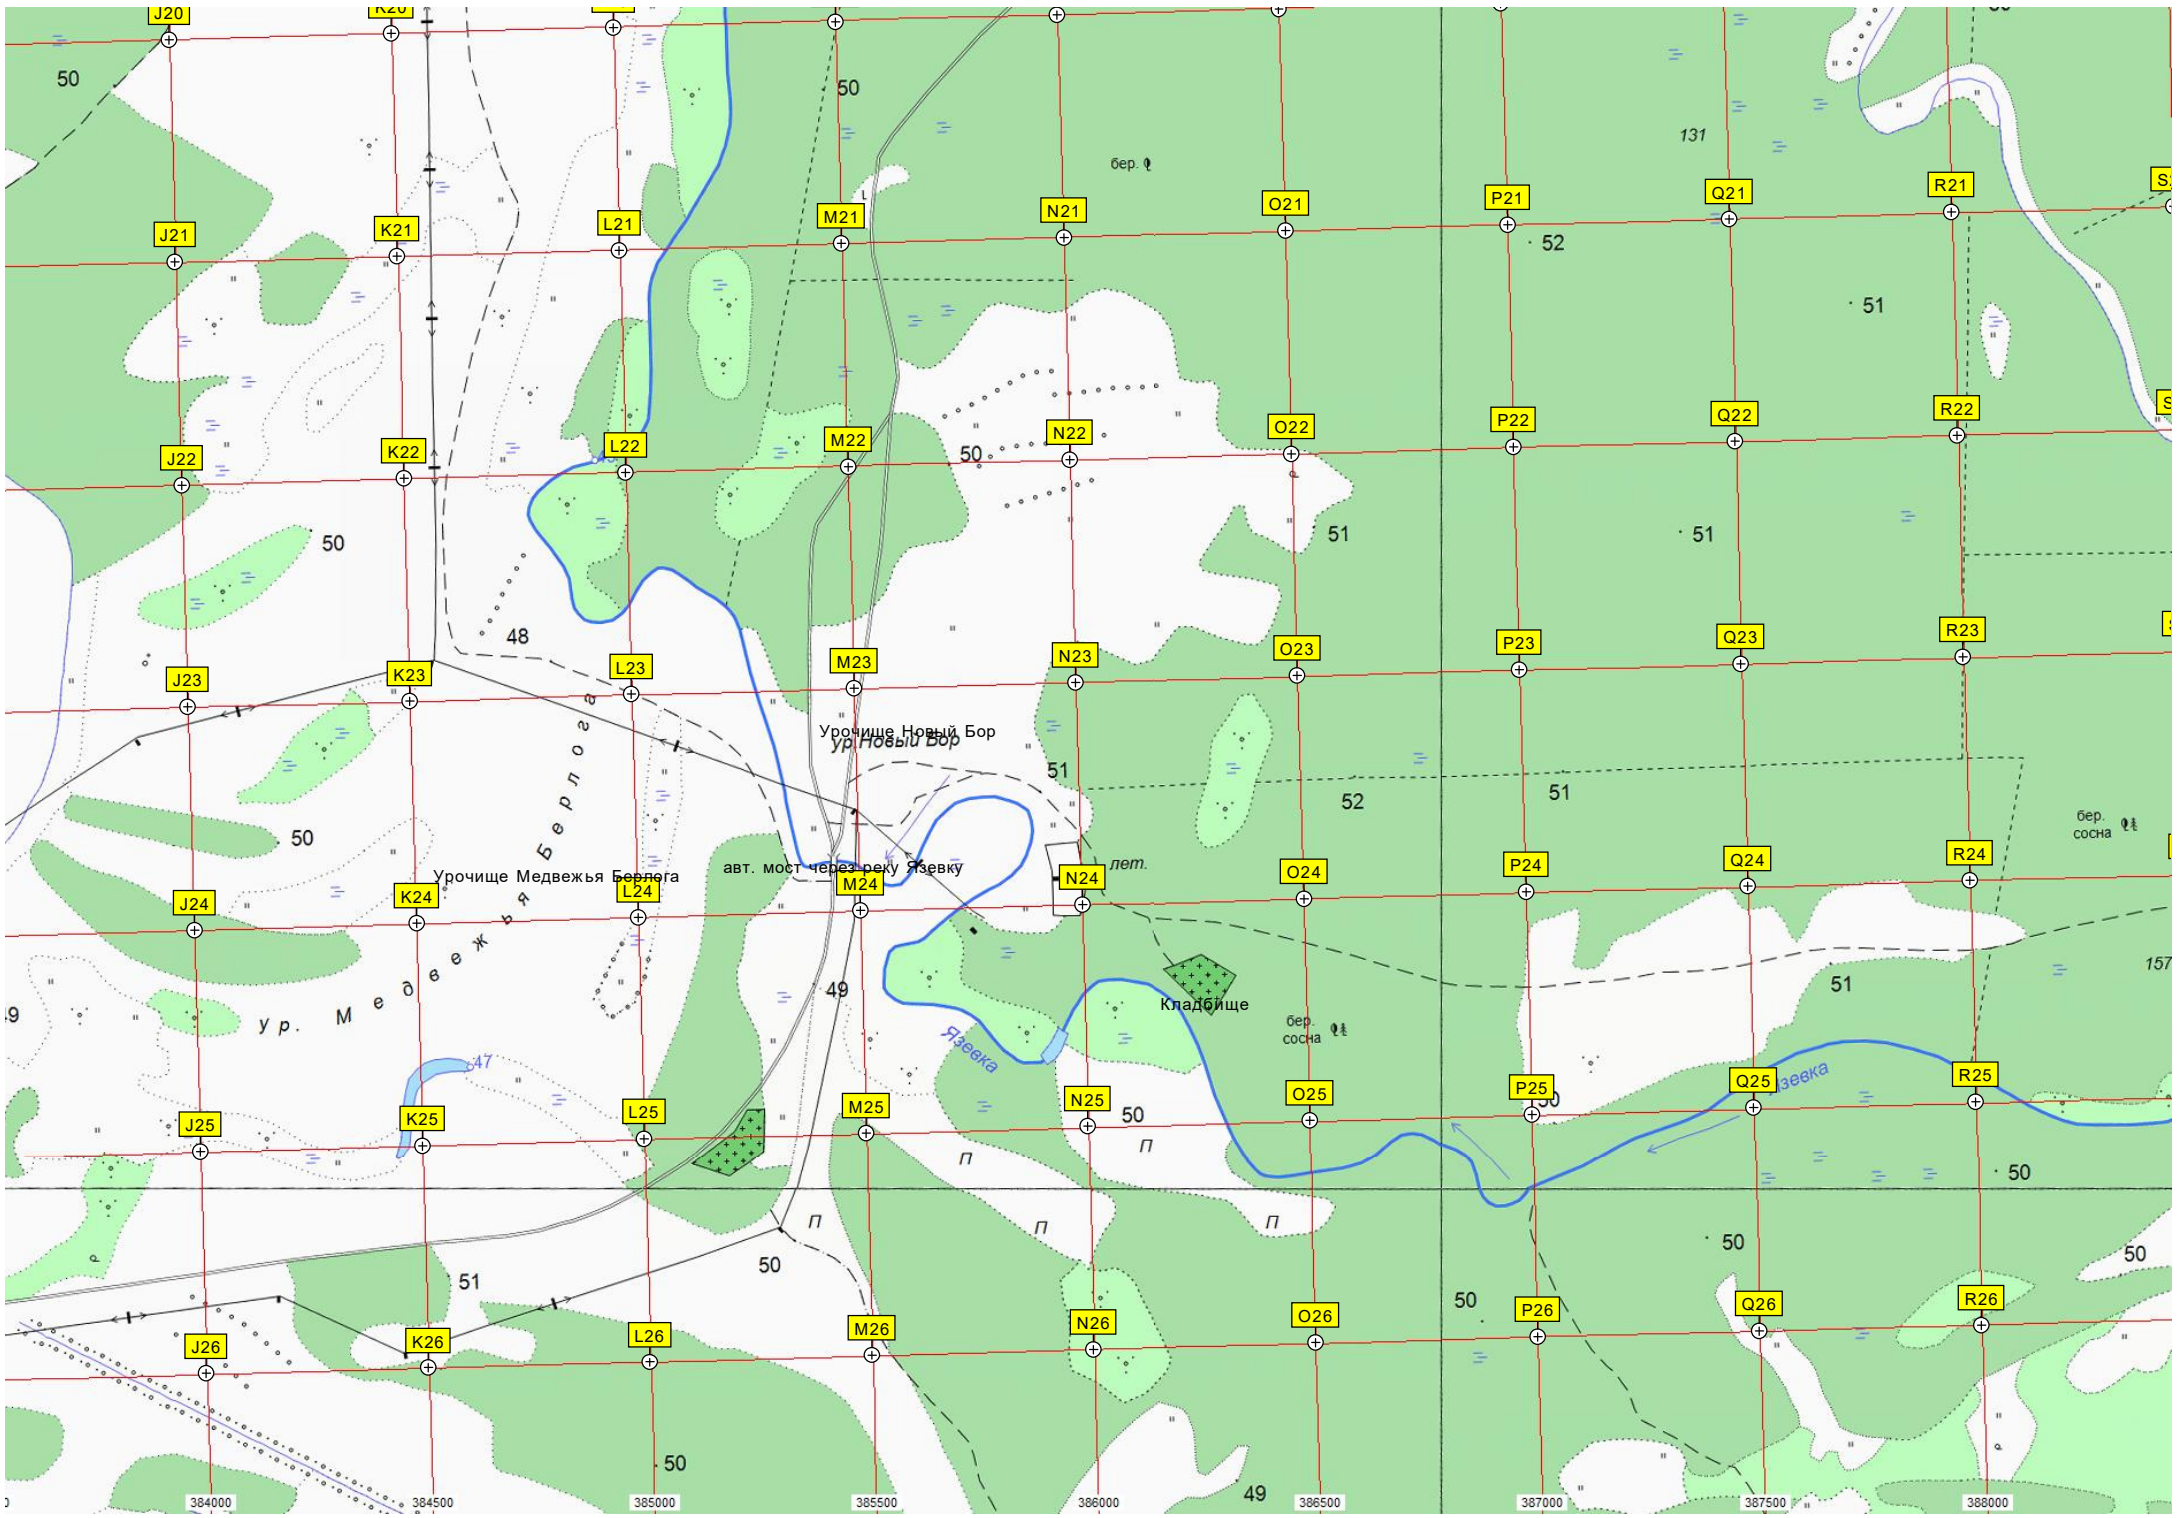 J20
K20
50
50
131
бер.
J21
K21
L21
M21
N21
O21
P21
Q21
R21
52
51
J22
K22
L22
M22
N22
O22
P22
Q22
R22
50
50
51
51
48
J23
K23
L23
M23
N23
O23
P23
Q23
R23
Урочище Новый Бор
ур.Новый Бор
51
52
51
бер.
сосна
50
Урочище Медвежья Берлога
авт. мост через реку Язевку
лет.
J24
K24
L24
M24
N24
O24
P24
Q24
R24
ур. Медвежья Берлога
49
49
51
157
Кладбище
бер.
сосна
Язевка
47
J25
K25
L25
M25
N25
O25
P25
Q25
R25
50
50
П
П
50
П
П
П
50
51
50
50
50
J26
K26
L26
M26
N26
O26
P26
Q26
R26
50
49
384000
384500
385000
385500
386000
386500
387000
387500
388000